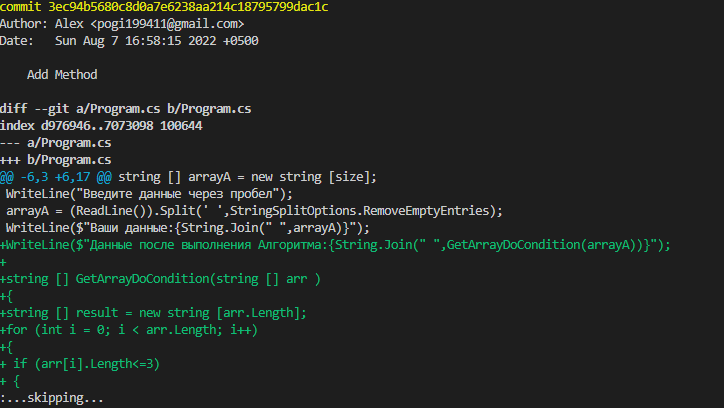 commit 3ec94b5680c8d0a7e6238aa214c18795799dac1c
Author: Alex <pogi199411@gmail.com>
Date:   Sun Aug 7 16:58:15 2022 +0500
    Add Method
diff --git a/Program.cs b/Program.cs
index d976946..7073098 100644
--- a/Program.cs
+++ b/Program.cs
@@ -6,3 +6,17 @@ string [] arrayA = new string [size];
 WriteLine("Введите данные через пробел");
 arrayA = (ReadLine()).Split(' ',StringSplitOptions.RemoveEmptyEntries);
 WriteLine($"Ваши данные:{String.Join(" ",arrayA)}");
+WriteLine($"Данные после выполнения Алгоритма:{String.Join(" ",GetArrayDoCondition(arrayA))}");
+
+string [] GetArrayDoCondition(string [] arr )
+{
+string [] result = new string [arr.Length];
+for (int i = 0; i < arr.Length; i++)
+{
+ if (arr[i].Length<=3)
+ {
:...skipping...